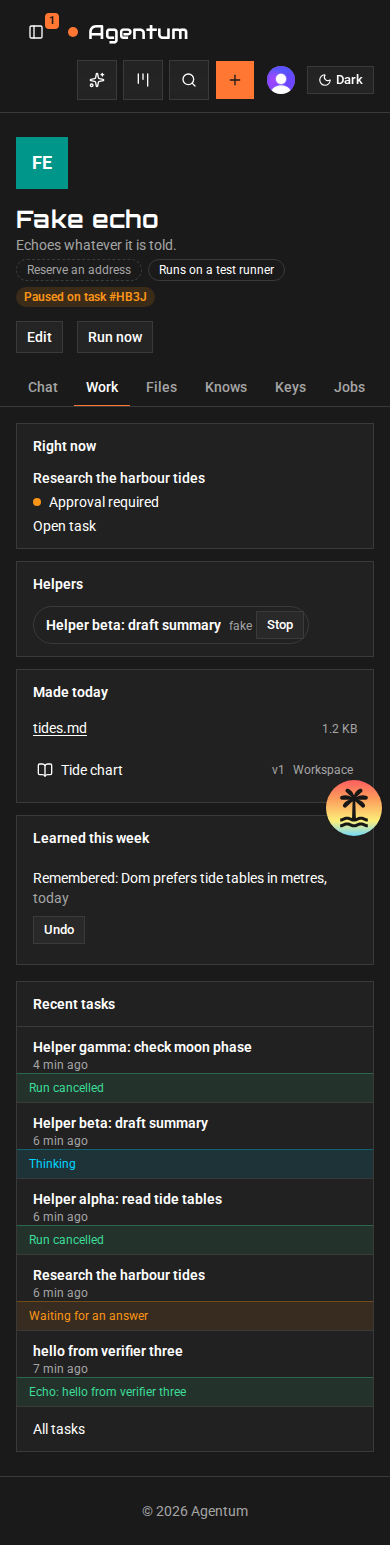 1
Agentum
Dark
FE
Fake echo
Echoes whatever it is told.
Reserve an address
Runs on a test runner
Paused on task #HB3J
Edit
Run now
Chat
Work
Files
Knows
Keys
Jobs
Right now
Research the harbour tides
Approval required
Open task
Helpers
Helper beta: draft summary fake Stop
Made today
tides.md 1.2 KB
Tide chart v1 Workspace
Learned this week
Remembered: Dom prefers tide tables in metres,
today
Undo
Recent tasks
Helper gamma: check moon phase
4 min ago
Run cancelled
Helper beta: draft summary
6 min ago
Thinking
Helper alpha: read tide tables
6 min ago
Run cancelled
Research the harbour tides
6 min ago
Waiting for an answer
hello from verifier three
7 min ago
Echo: hello from verifier three
All tasks
© 2026 Agentum